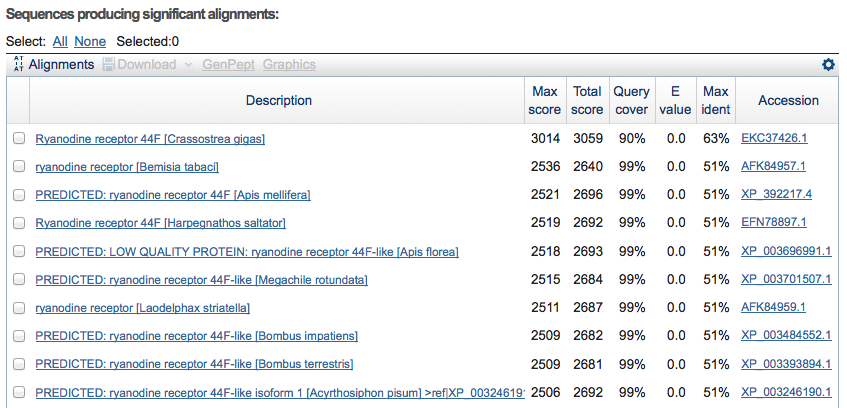 Sequences producing significant alignments:
Select: All None Selected:0
Alignments Download GenPept Graphics
Description Max score Total score Query cover E value Max ident Accession
Ryanodine receptor 44F [Crassostrea gigas] 3014 3059 90% 0.0 63% EKC37426.1
ryanodine receptor [Bemisia tabaci] 2536 2640 99% 0.0 51% AFK84957.1
PREDICTED: ryanodine receptor 44F [Apis mellifera] 2521 2696 99% 0.0 51% XP_392217.4
Ryanodine receptor 44F [Harpegnathos saltator] 2519 2692 99% 0.0 51% EFN78897.1
PREDICTED: LOW QUALITY PROTEIN: ryanodine receptor 44F-like [Apis florea] 2518 2693 99% 0.0 51% XP_003696991.1
PREDICTED: ryanodine receptor 44F-like [Megachile rotundata] 2515 2684 99% 0.0 51% XP_003701507.1
ryanodine receptor [Laodelphax striatella] 2511 2687 99% 0.0 51% AFK84959.1
PREDICTED: ryanodine receptor 44F-like [Bombus impatiens] 2509 2682 99% 0.0 51% XP_003484552.1
PREDICTED: ryanodine receptor 44F-like [Bombus terrestris] 2509 2681 99% 0.0 51% XP_003393894.1
PREDICTED: ryanodine receptor 44F-like isoform 1 [Acyrthosiphon pisum] >ref|XP_00324619 2506 2692 99% 0.0 51% XP_003246190.1